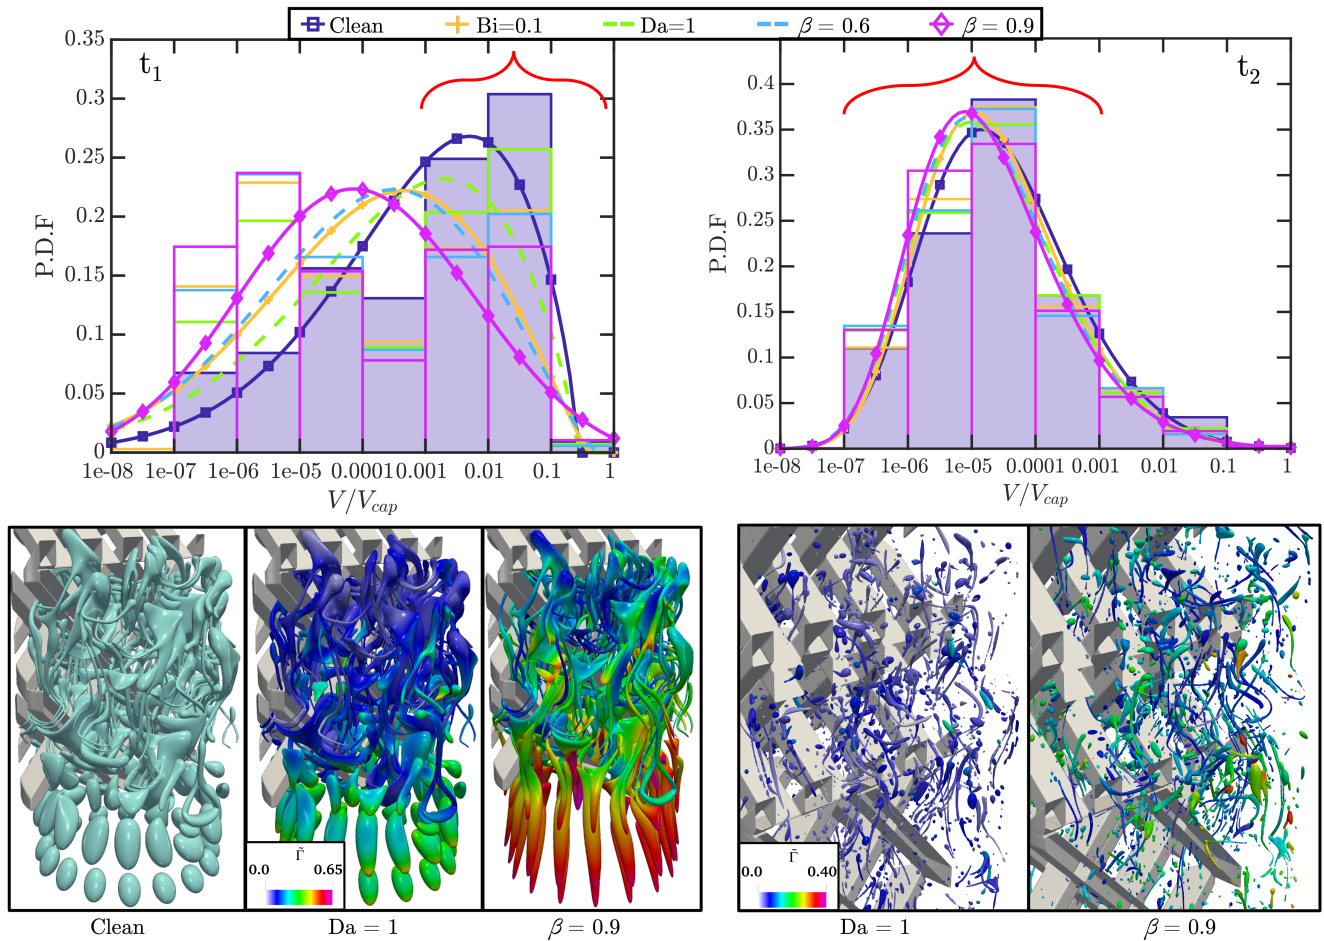 Clean Bi=0.1 Da=1 β = 0.6 β = 0.9
t1
P.D.F
0.35
0.3
0.25
0.2
0.15
0.1
0.05
0
1e-08 1e-07 1e-06 1e-05 0.0001 0.001 0.01 0.1 1
V/Vcap
t2
P.D.F
0.4
0.35
0.3
0.25
0.2
0.15
0.1
0.05
0
1e-08 1e-07 1e-06 1e-05 0.0001 0.001 0.01 0.1 1
V/Vcap
Γ̃
0.0 0.65
Clean Da = 1 β = 0.9
Γ̃
0.0 0.40
Da = 1 β = 0.9